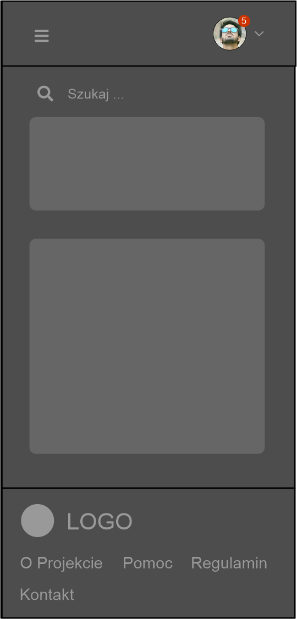 5
Szukaj ...
LOGO
O Projekcie Pomoc Regulamin
Kontakt